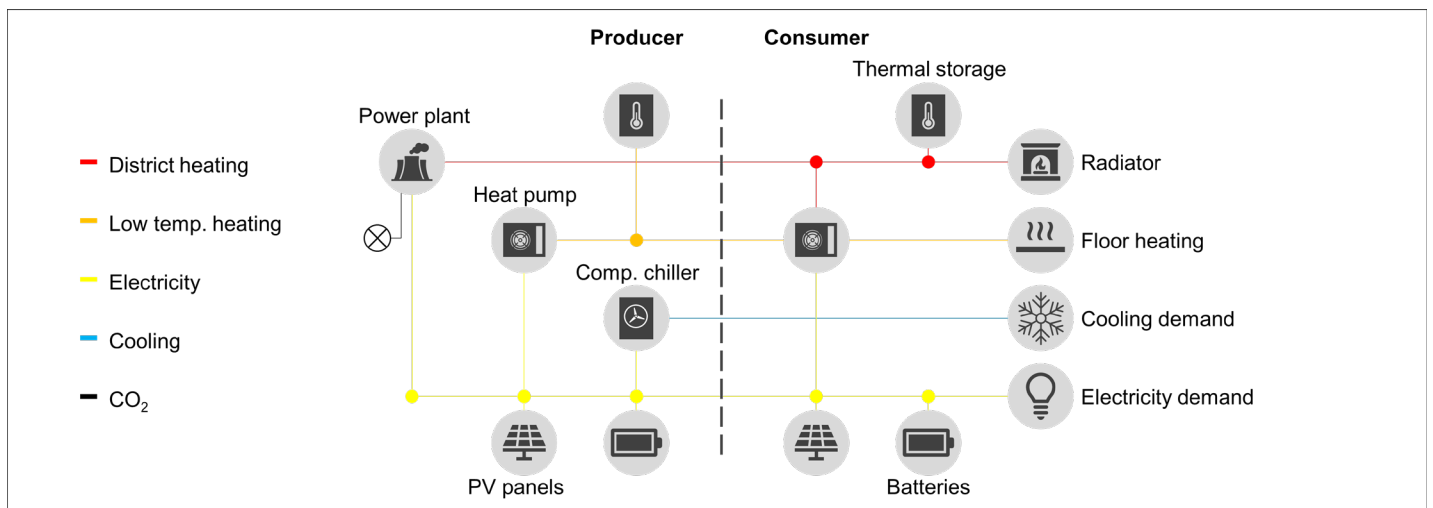 Producer
Consumer
Thermal storage
Power plant
District heating
Radiator
Heat pump
Low temp. heating
Floor heating
Comp. chiller
Electricity
Cooling demand
Cooling
CO₂
Electricity demand
PV panels
Batteries